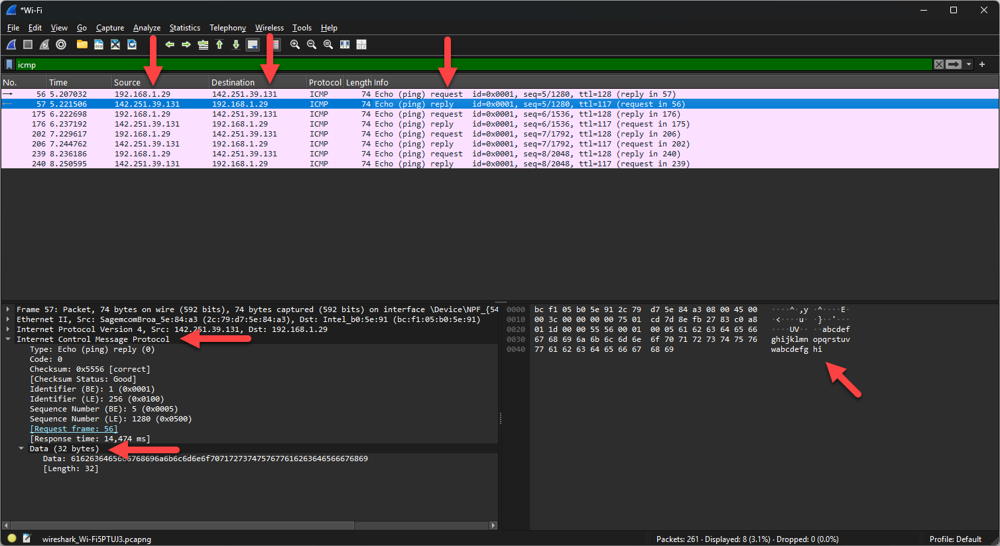 *Wi-Fi
File Edit View Go Capture Analyze Statistics Telephony Wireless Tools Help
icmp
No. Time Source Destination Protocol Length Info
56 5.207032 192.168.1.29 142.251.39.131 ICMP 74 Echo (ping) request id=0x0001, seq=5/1280, ttl=128 (reply in 57)
57 5.221506 142.251.39.131 192.168.1.29 ICMP 74 Echo (ping) reply id=0x0001, seq=5/1280, ttl=117 (request in 56)
175 6.222698 192.168.1.29 142.251.39.131 ICMP 74 Echo (ping) request id=0x0001, seq=6/1536, ttl=128 (reply in 176)
176 6.237192 142.251.39.131 192.168.1.29 ICMP 74 Echo (ping) reply id=0x0001, seq=6/1536, ttl=117 (request in 175)
202 7.229617 192.168.1.29 142.251.39.131 ICMP 74 Echo (ping) request id=0x0001, seq=7/1792, ttl=128 (reply in 206)
206 7.244762 142.251.39.131 192.168.1.29 ICMP 74 Echo (ping) reply id=0x0001, seq=7/1792, ttl=117 (request in 202)
239 8.236186 192.168.1.29 142.251.39.131 ICMP 74 Echo (ping) request id=0x0001, seq=8/2048, ttl=128 (reply in 240)
240 8.250595 142.251.39.131 192.168.1.29 ICMP 74 Echo (ping) reply id=0x0001, seq=8/2048, ttl=117 (request in 239)
Frame 57: Packet, 74 bytes on wire (592 bits), 74 bytes captured (592 bits) on interface \Device\NPF_{54
Ethernet II, Src: SagemcomBroa_5e:84:a3 (2c:79:d7:5e:84:a3), Dst: Intel_b0:5e:91 (bc:f1:05:b0:5e:91)
Internet Protocol Version 4, Src: 142.251.39.131, Dst: 192.168.1.29
Internet Control Message Protocol
Type: Echo (ping) reply (0)
Code: 0
Checksum: 0x5556 [correct]
[Checksum Status: Good]
Identifier (BE): 1 (0x0001)
Identifier (LE): 256 (0x0100)
Sequence Number (BE): 5 (0x0005)
Sequence Number (LE): 1280 (0x0500)
[Request frame: 56]
[Response time: 14,474 ms]
Data (32 bytes)
Data: 6162636465666768696a6b6c6d6e6f7071727374757677616263646566676869
[Length: 32]
0000 bc f1 05 b0 5e 91 2c 79 d7 5e 84 a3 08 00 45 00 ····^·,y ·^····E·
0010 00 3c 00 00 00 00 75 01 cd 7d 8e fb 27 83 c0 a8 ·<····u· ·}··'···
0020 01 1d 00 00 55 56 00 01 00 05 61 62 63 64 65 66 ····UV·· ··abcdef
0030 67 68 69 6a 6b 6c 6d 6e 6f 70 71 72 73 74 75 76 ghijklmn opqrstuv
0040 77 61 62 63 64 65 66 67 68 69 wabcdefg hi
wireshark_Wi-Fi5PTUJ3.pcapng
Packets: 261 · Displayed: 8 (3.1%) · Dropped: 0 (0.0%)
Profile: Default